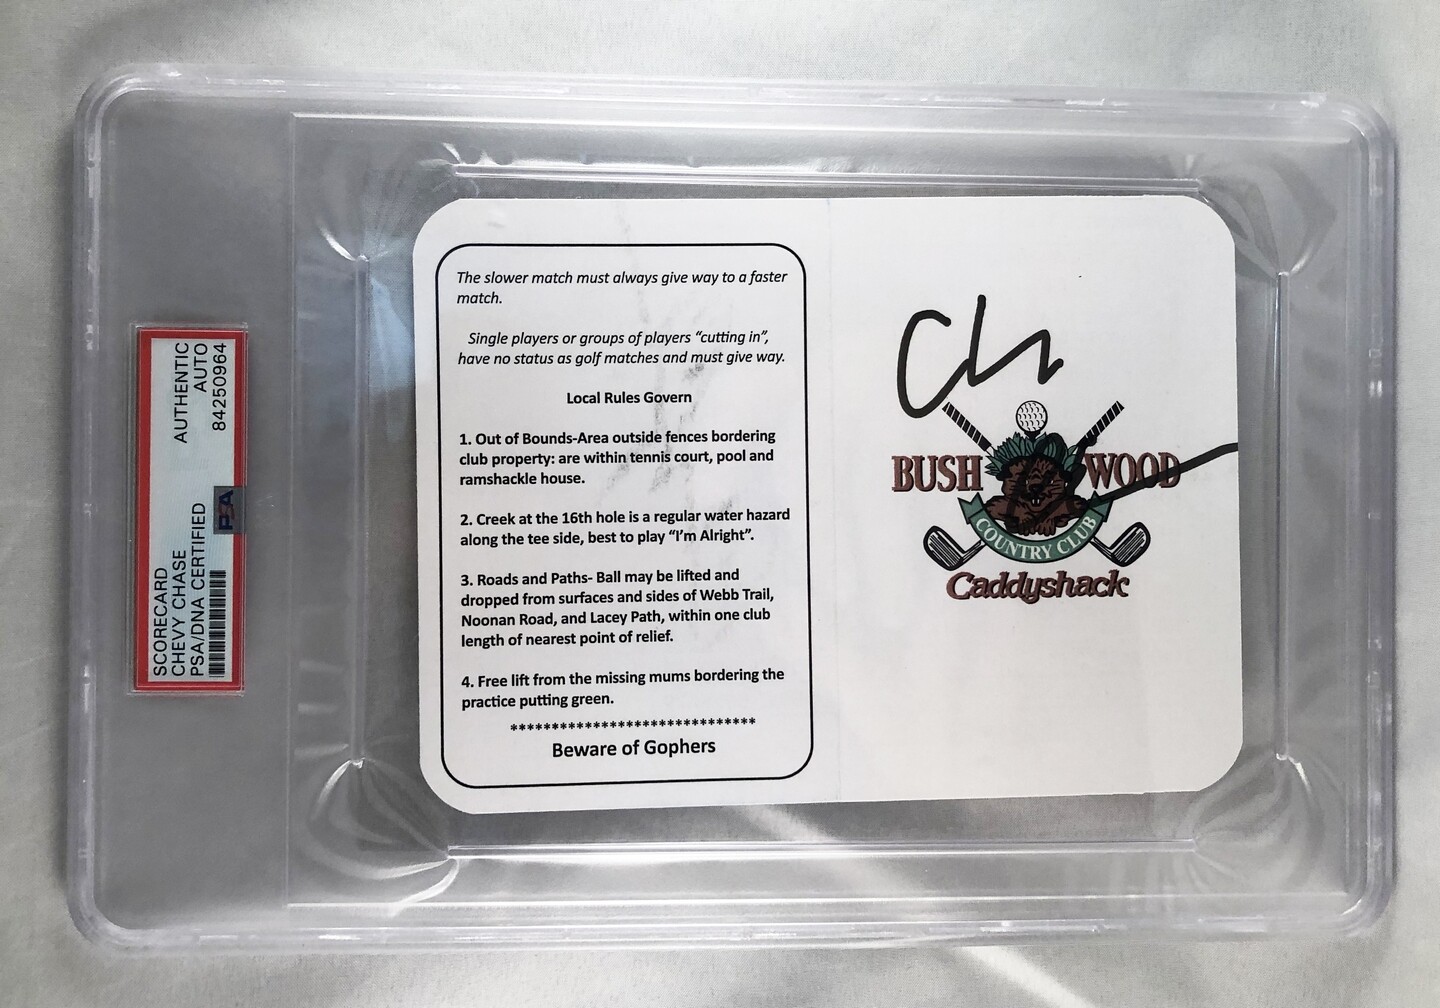 SCORECARD
CHEVY CHASE
PSA/DNA CERTIFIED
AUTHENTIC
AUTO
84250964
PSA
The slower match must always give way to a faster
match.
Single players or groups of players “cutting in”,
have no status as golf matches and must give way.
Local Rules Govern
1. Out of Bounds-Area outside fences bordering
club property: are within tennis court, pool and
ramshackle house.
2. Creek at the 16th hole is a regular water hazard
along the tee side, best to play “I’m Alright”.
3. Roads and Paths- Ball may be lifted and
dropped from surfaces and sides of Webb Trail,
Noonan Road, and Lacey Path, within one club
length of nearest point of relief.
4. Free lift from the missing mums bordering the
practice putting green.
******************************
Beware of Gophers
BUSH WOOD
COUNTRY CLUB
Caddyshack